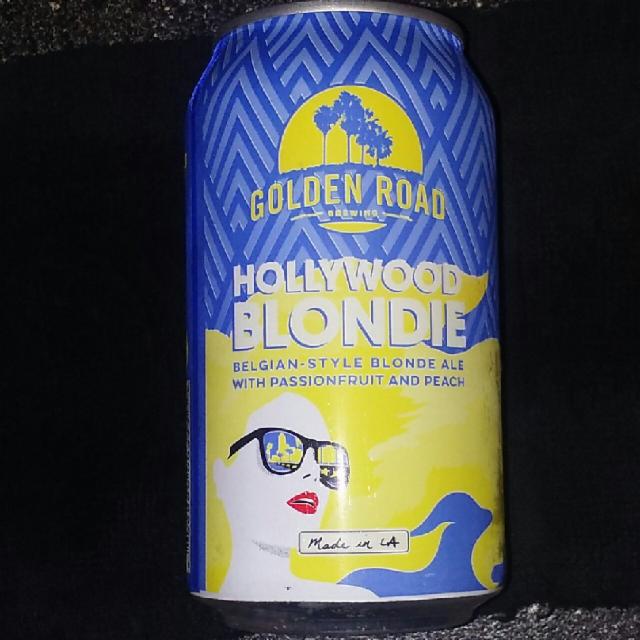 GOLDEN ROAD
BREWING
HOLLYWOOD
BLONDIE
BELGIAN-STYLE BLONDE ALE
WITH PASSIONFRUIT AND PEACH
Made in LA